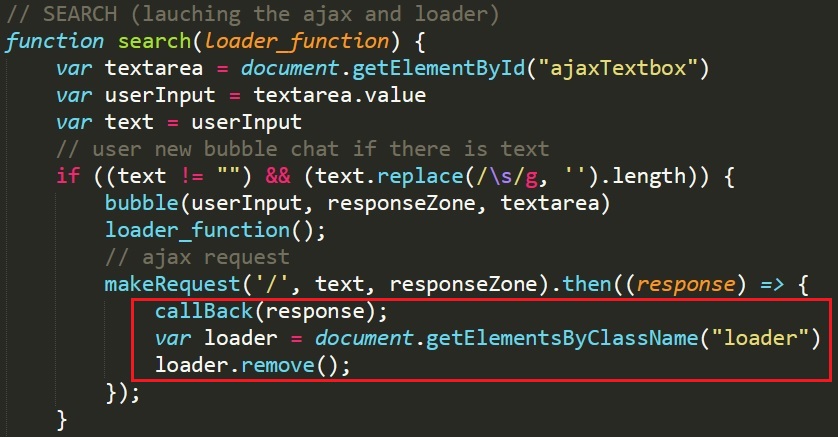 // SEARCH (lauching the ajax and loader)
function search(loader_function) {
var textarea = document.getElementById("ajaxTextbox")
var userInput = textarea.value
var text = userInput
// user new bubble chat if there is text
if ((text != "") && (text.replace(/\s/g, '').length)) {
bubble(userInput, responseZone, textarea)
loader_function();
// ajax request
makeRequest('/', text, responseZone).then((response) => {
callBack(response);
var loader = document.getElementsByClassName("loader")
loader.remove();
});
}